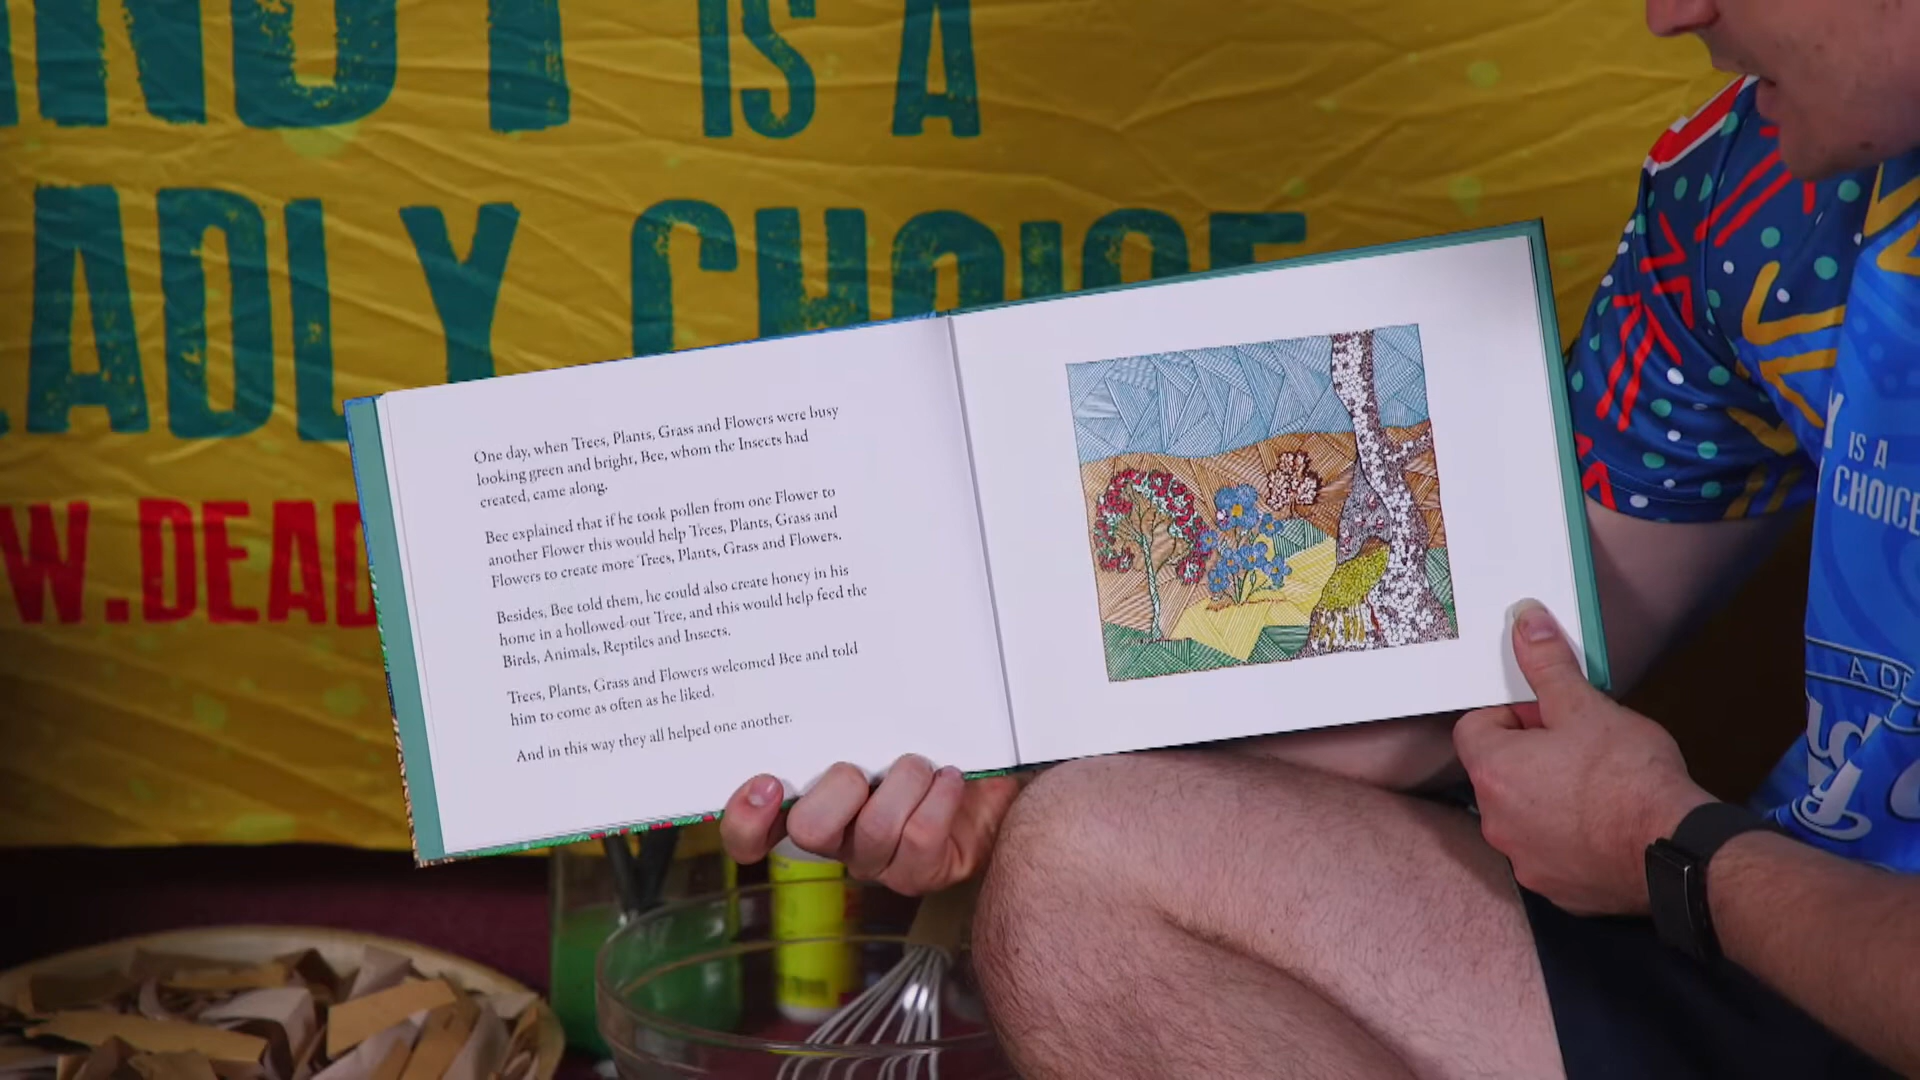 IS A
CHOICE
W.DEAD
One day, when Trees, Plants, Grass and Flowers were busy
looking green and bright, Bee, whom the Insects had
created, came along.
Bee explained that if he took pollen from one Flower to
another Flower this would help Trees, Plants, Grass and
Flowers to create more Trees, Plants, Grass and Flowers.
Besides, Bee told them, he could also create honey in his
home in a hollowed-out Tree, and this would help feed the
Birds, Animals, Reptiles and Insects.
Trees, Plants, Grass and Flowers welcomed Bee and told
him to come as often as he liked.
And in this way they all helped one another.
IS A
CHOICE